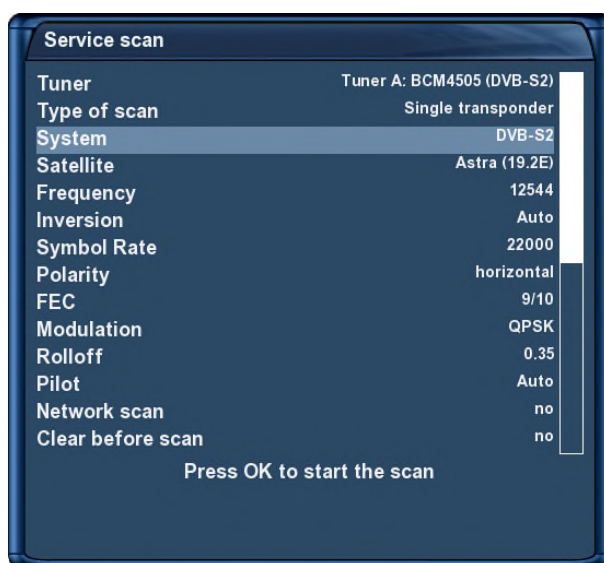 Service scan
Tuner Tuner A: BCM4505 (DVB-S2)
Type of scan Single transponder
System DVB-S2
Satellite Astra (19.2E)
Frequency 12544
Inversion Auto
Symbol Rate 22000
Polarity horizontal
FEC 9/10
Modulation QPSK
Rolloff 0.35
Pilot Auto
Network scan no
Clear before scan no
Press OK to start the scan